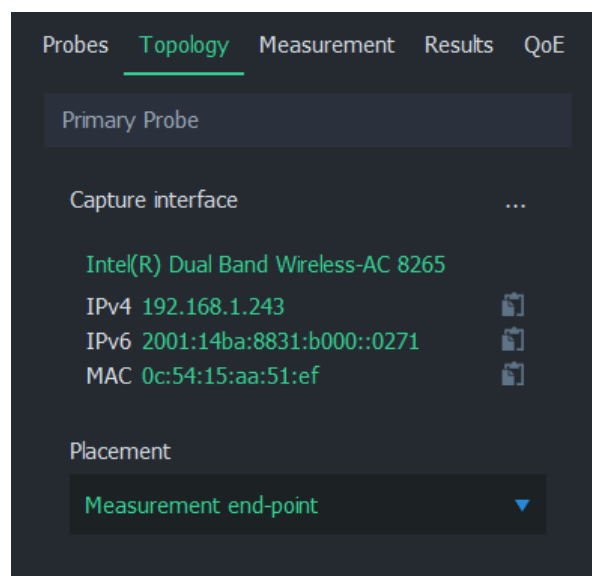 Probes Topology Measurement Results QoE
Primary Probe
Capture interface ...
Intel(R) Dual Band Wireless-AC 8265
IPv4 192.168.1.243
IPv6 2001:14ba:8831:b000::0271
MAC 0c:54:15:aa:51:ef
Placement
Measurement end-point